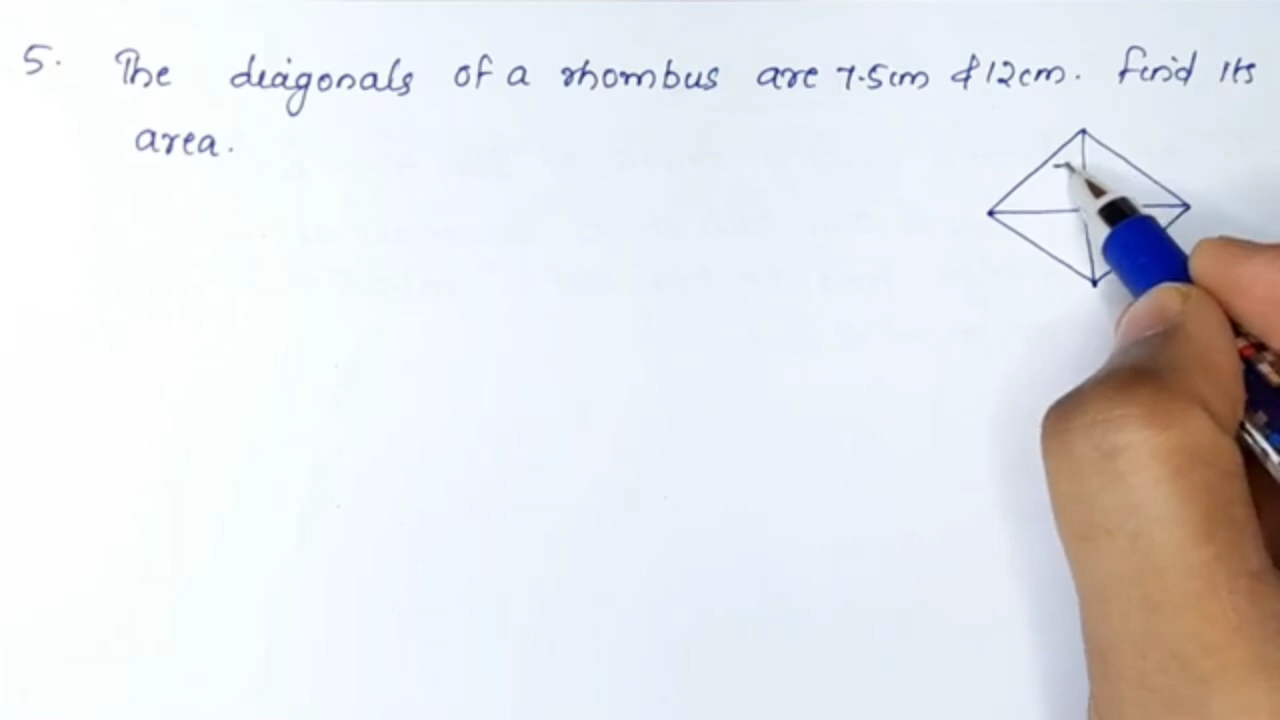 5. The diagonals of a rhombus are 7.5cm & 12cm. Find its
area.